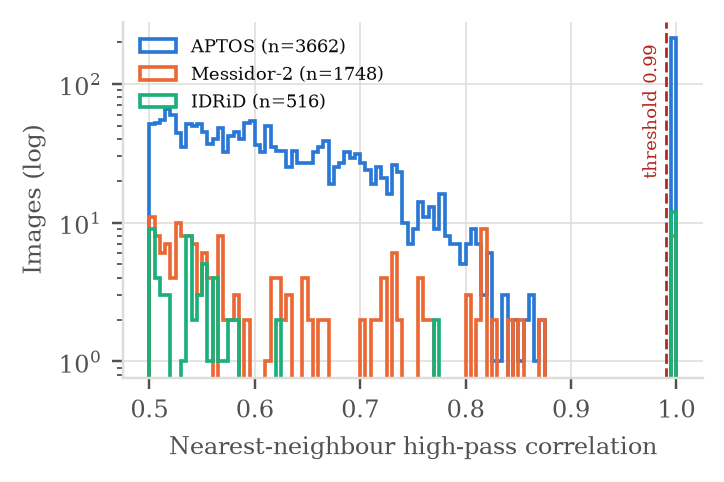 APTOS (n=3662)
Messidor-2 (n=1748)
IDRiD (n=516)
threshold 0.99
Images (log)
10²
10¹
10⁰
0.5 0.6 0.7 0.8 0.9 1.0
Nearest-neighbour high-pass correlation